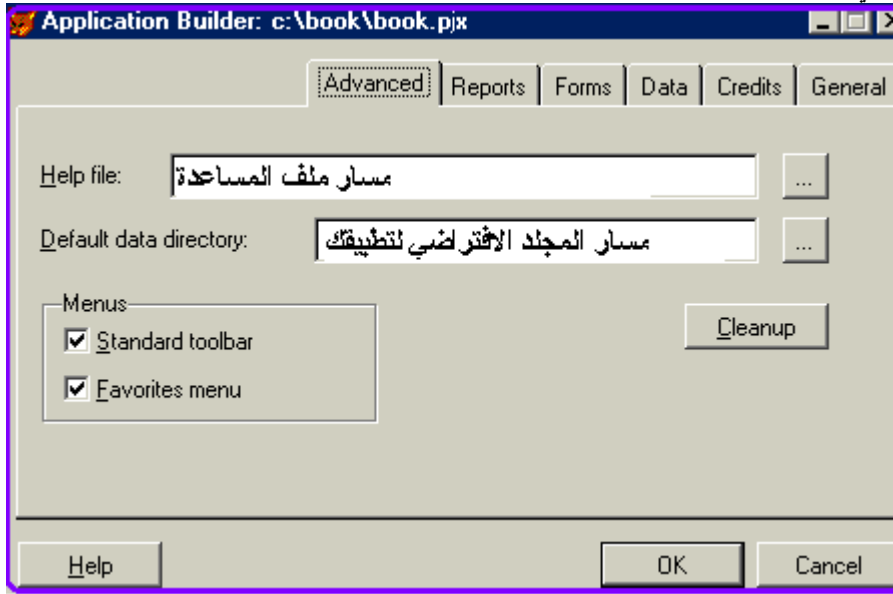 Application Builder: c:\book\book.pjx
Advanced Reports Forms Data Credits General
Help file: مسار ملف المساعدة ...
Default data directory: مسار المجلد الافتراضي لتطبيقك ...
Menus
Standard toolbar
Cleanup
Favorites menu
Help OK Cancel